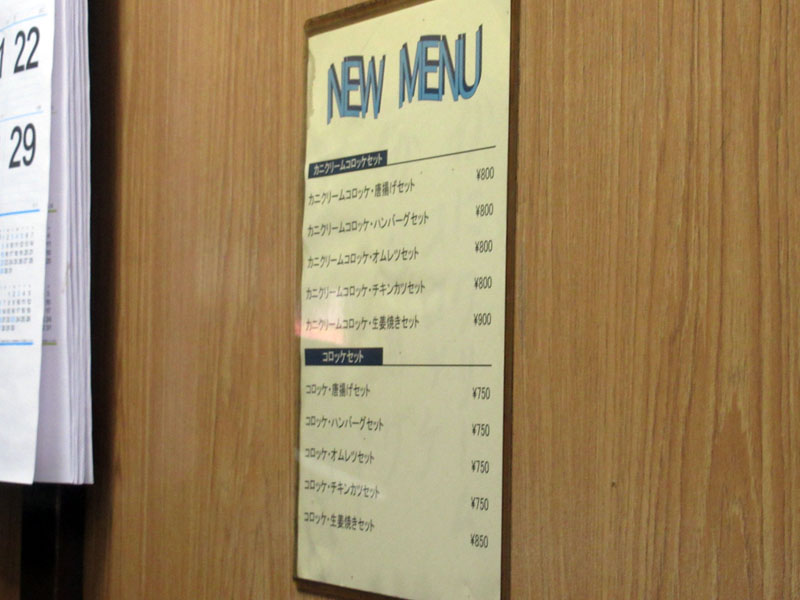 22
29
NEW MENU
カニクリームコロッケセット
カニクリームコロッケ・唐揚げセット ¥800
カニクリームコロッケ・ハンバーグセット ¥800
カニクリームコロッケ・オムレツセット ¥800
カニクリームコロッケ・チキンカツセット ¥800
カニクリームコロッケ・生姜焼きセット ¥900
コロッケセット
コロッケ・唐揚げセット ¥750
コロッケ・ハンバーグセット ¥750
コロッケ・オムレツセット ¥750
コロッケ・チキンカツセット ¥750
コロッケ・生姜焼きセット ¥850